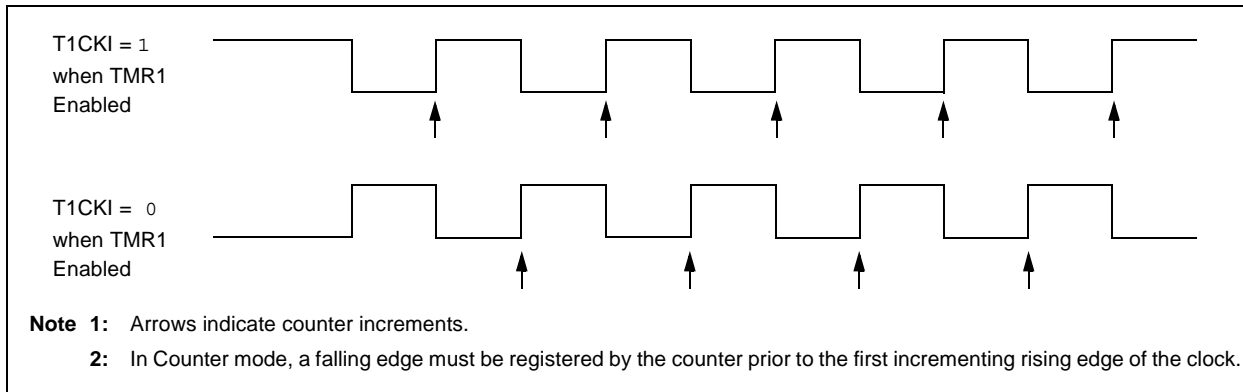 T1CKI = 1
when TMR1
Enabled
T1CKI = 0
when TMR1
Enabled
Note 1: Arrows indicate counter increments.
2: In Counter mode, a falling edge must be registered by the counter prior to the first incrementing rising edge of the clock.